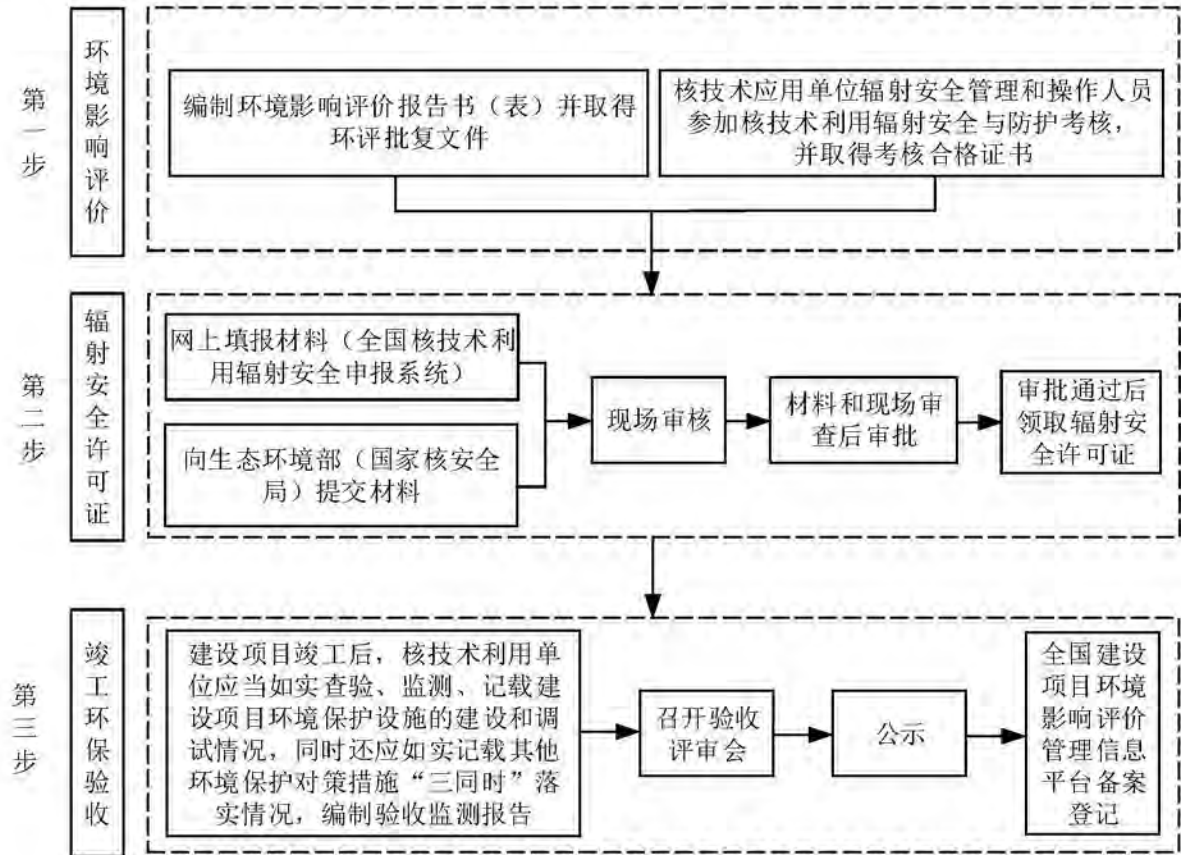 第一步
环境影响评价
编制环境影响评价报告书（表）并取得
环评批复文件
核技术应用单位辐射安全管理和操作人员
参加核技术利用辐射安全与防护考核，
并取得考核合格证书
第二步
辐射安全许可证
网上填报材料（全国核技术利
用辐射安全申报系统）
向生态环境部（国家核安全
局）提交材料
现场审核
材料和现场审
查后审批
审批通过后
领取辐射安
全许可证
第三步
竣工环保验收
建设项目竣工后，核技术利用单
位应当如实查验、监测、记载建
设项目环境保护设施的建设和调
试情况，同时还应如实记载其他
环境保护对策措施“三同时”落
实情况，编制验收监测报告
召开验收
评审会
公示
全国建设
项目环境
影响评价
管理信息
平台备案
登记